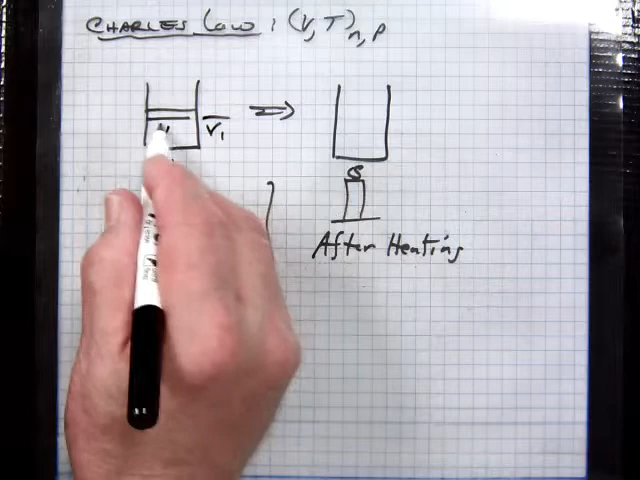 CHARLES Law : (V, T)n, P
V1
After Heating